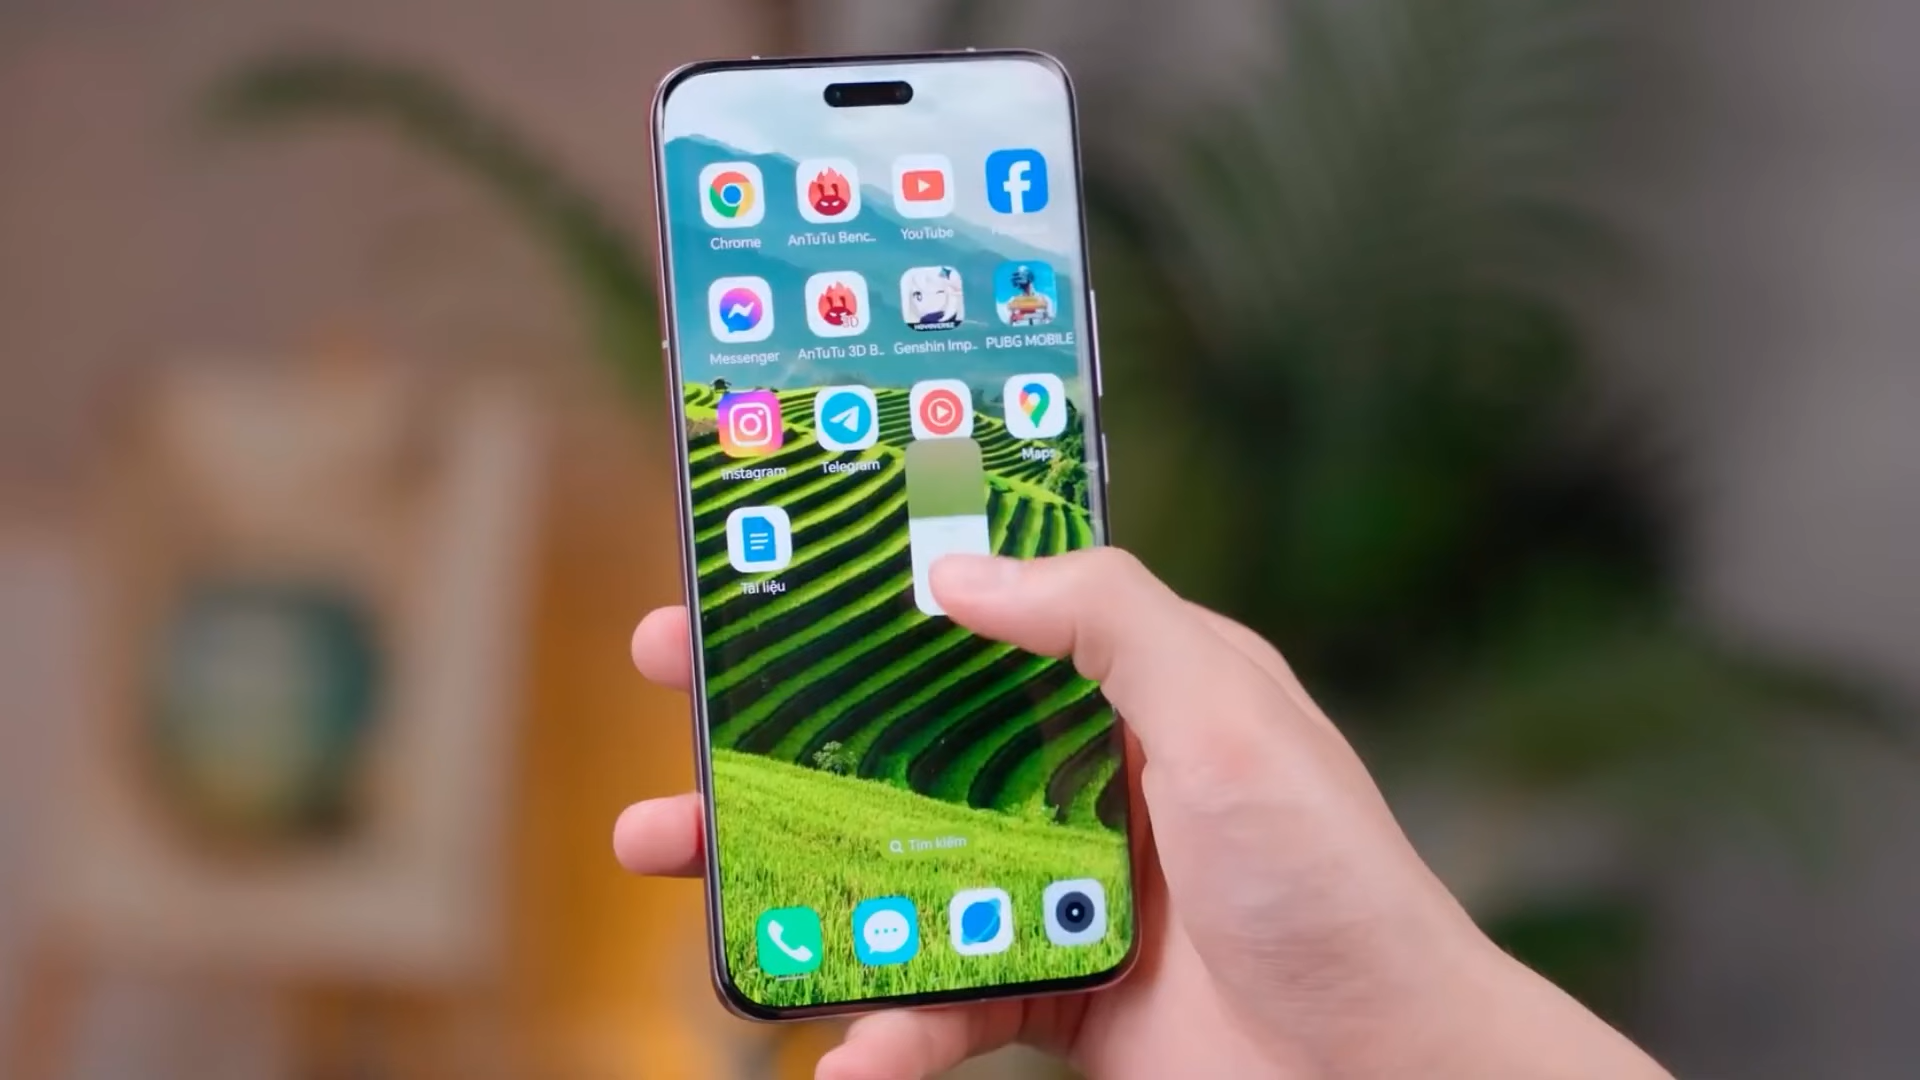 Chrome
AnTuTu Benc..
YouTube
Messenger
AnTuTu 3D B..
Genshin Imp..
PUBG MOBILE
Instagram
Telegram
Maps
Tài liệu
Tìm kiếm